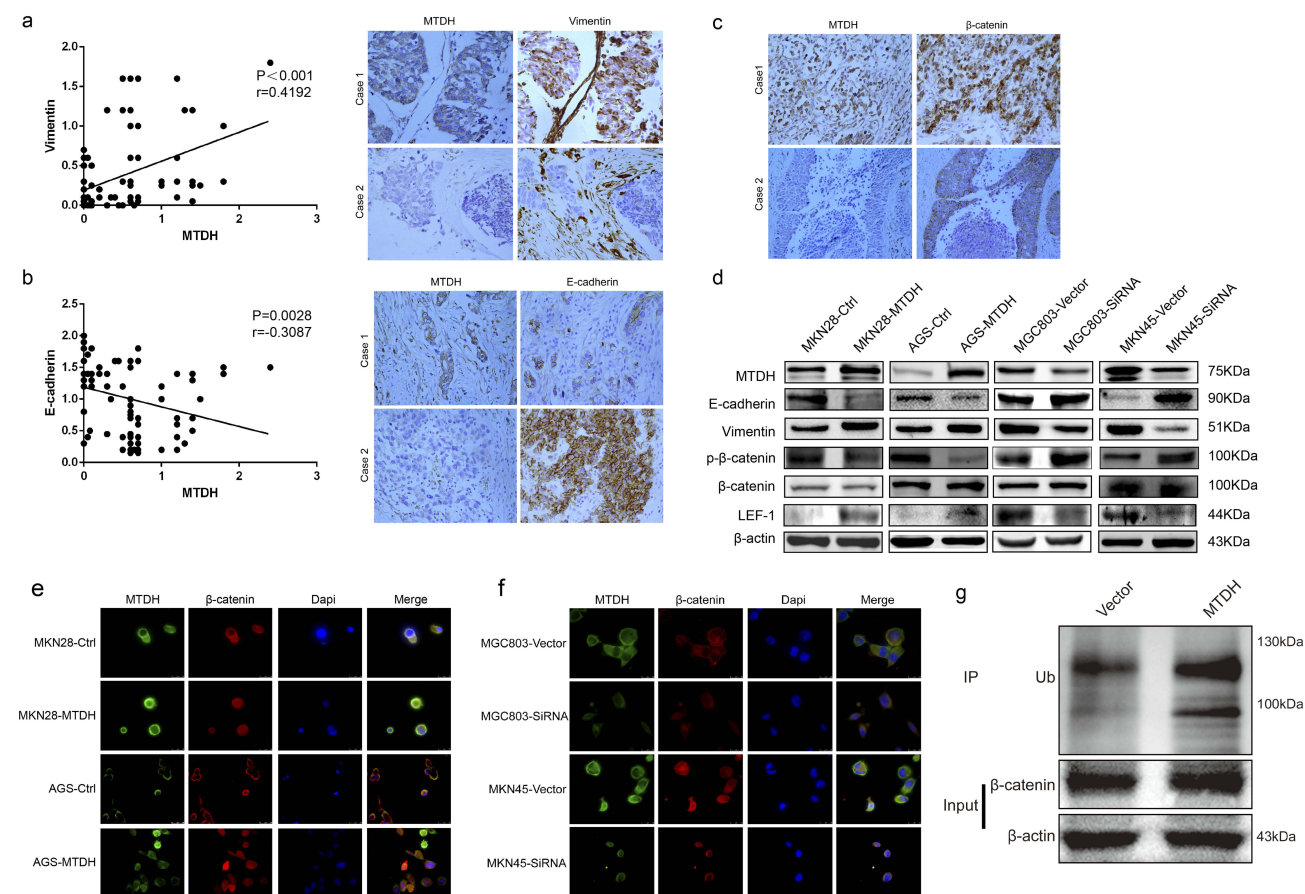 a
Vimentin
2.0
1.5
1.0
0.5
0.0
0
1
2
3
MTDH
P<0.001
r=0.4192
MTDH
Vimentin
Case 1
Case 2
b
E-cadherin
2.5
2.0
1.5
1.0
0.5
0.0
0
1
2
3
MTDH
P=0.0028
r=-0.3087
MTDH
E-cadherin
Case 1
Case 2
c
MTDH
β-catenin
Case1
Case 2
d
MKN28-Ctrl
MKN28-MTDH
AGS-Ctrl
AGS-MTDH
MGC803-Vector
MGC803-SiRNA
MKN45-Vector
MKN45-SiRNA
MTDH 75KDa
E-cadherin 90KDa
Vimentin 51KDa
p-β-catenin 100KDa
β-catenin 100KDa
LEF-1 44KDa
β-actin 43KDa
e
MTDH β-catenin Dapi Merge
MKN28-Ctrl
MKN28-MTDH
AGS-Ctrl
AGS-MTDH
f
MTDH β-catenin Dapi Merge
MGC803-Vector
MGC803-SiRNA
MKN45-Vector
MKN45-SiRNA
g
Vector
MTDH
130kDa
IP Ub
100kDa
β-catenin
Input
β-actin 43kDa